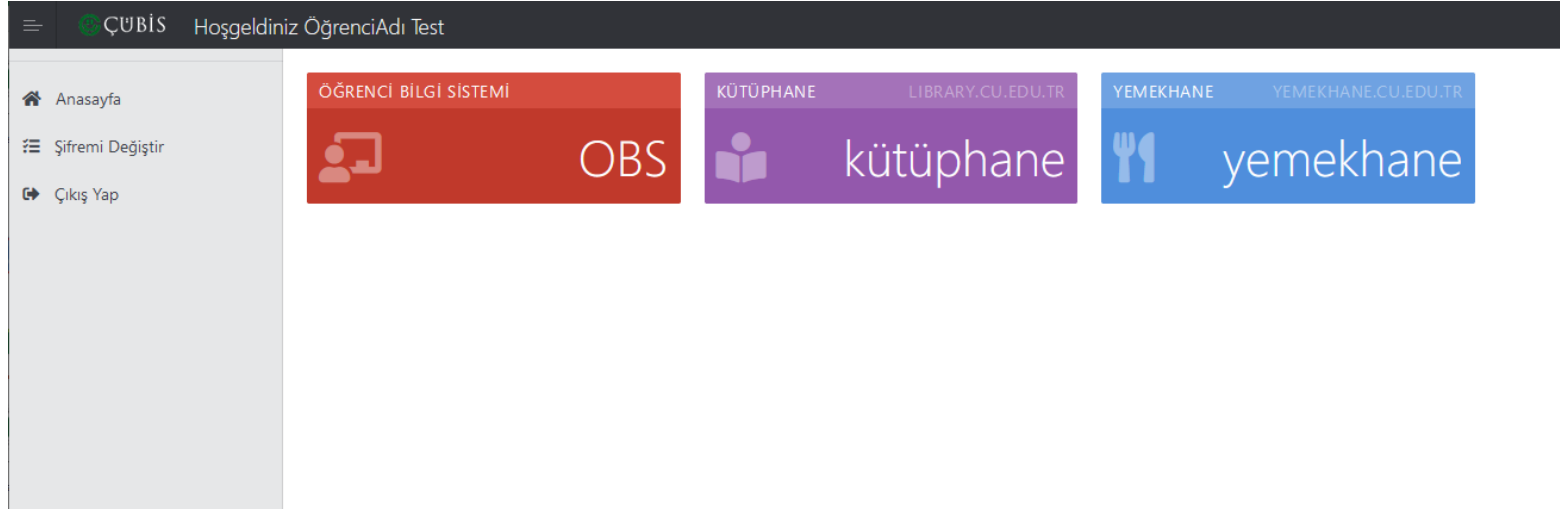 ÇÜBİS Hoşgeldiniz ÖğrenciAdı Test
Anasayfa
Şifremi Değiştir
Çıkış Yap
ÖĞRENCİ BİLGİ SİSTEMİ
OBS
KÜTÜPHANE LIBRARY.CU.EDU.TR
kütüphane
YEMEKHANE YEMEKHANE.CU.EDU.TR
yemekhane